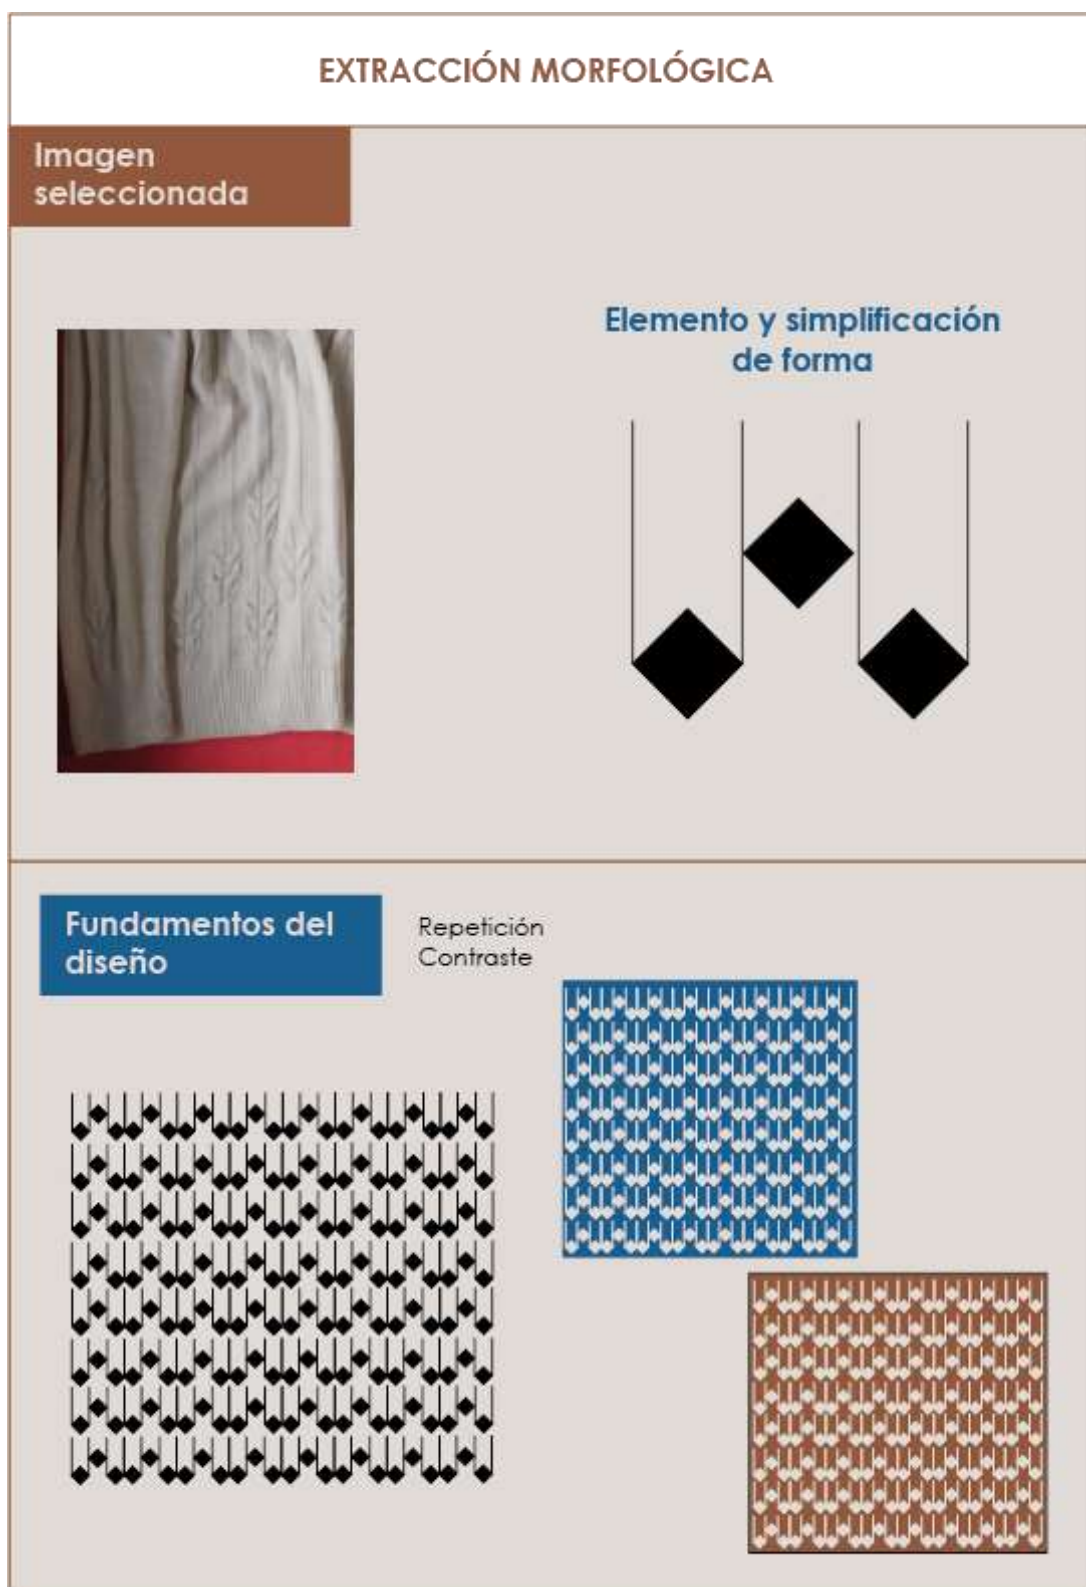 EXTRACCIÓN MORFOLÓGICA
Imagen
seleccionada
Elemento y simplificación
de forma
Fundamentos del
diseño
Repetición
Contraste